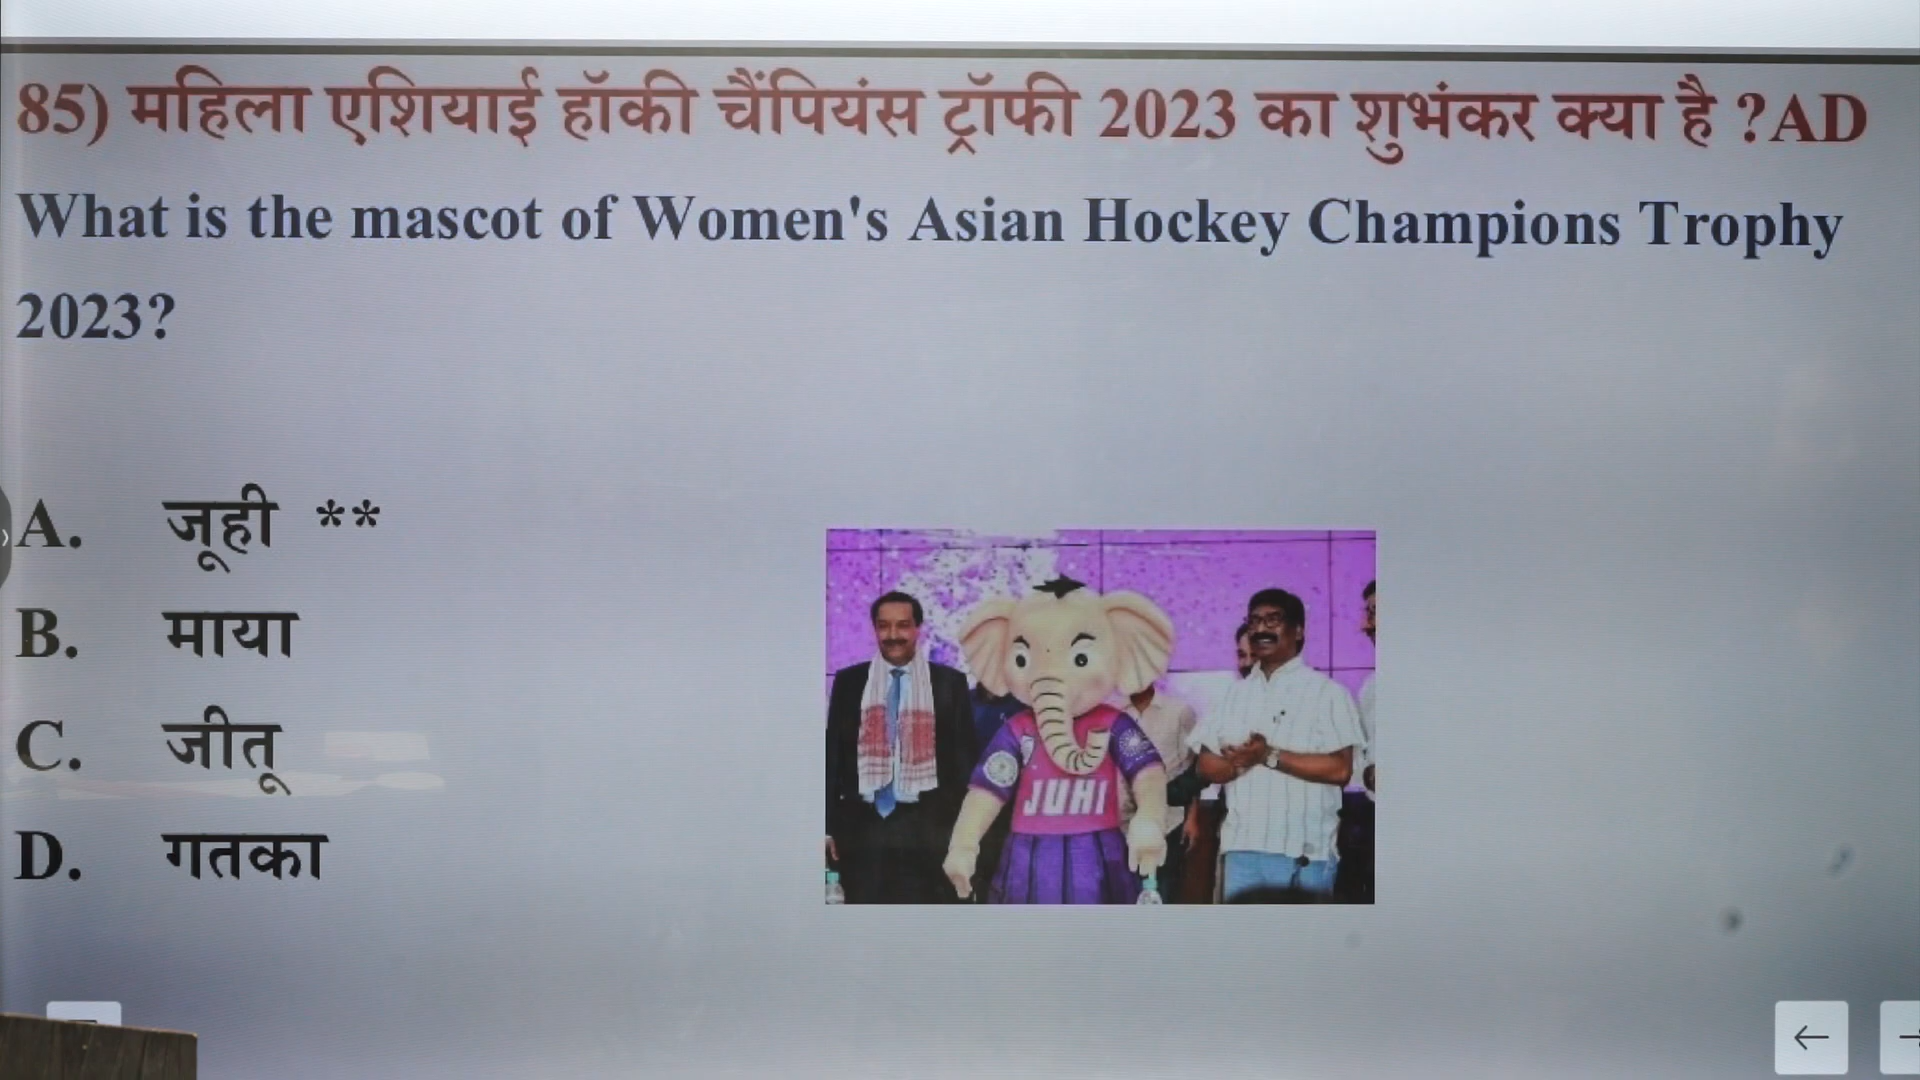 85) महिला एशियाई हॉकी चैंपियंस ट्रॉफी 2023 का शुभंकर क्या है ?AD
What is the mascot of Women's Asian Hockey Champions Trophy
2023?
A. जूही **
B. माया
C. जीतू
D. गतका
JUHI